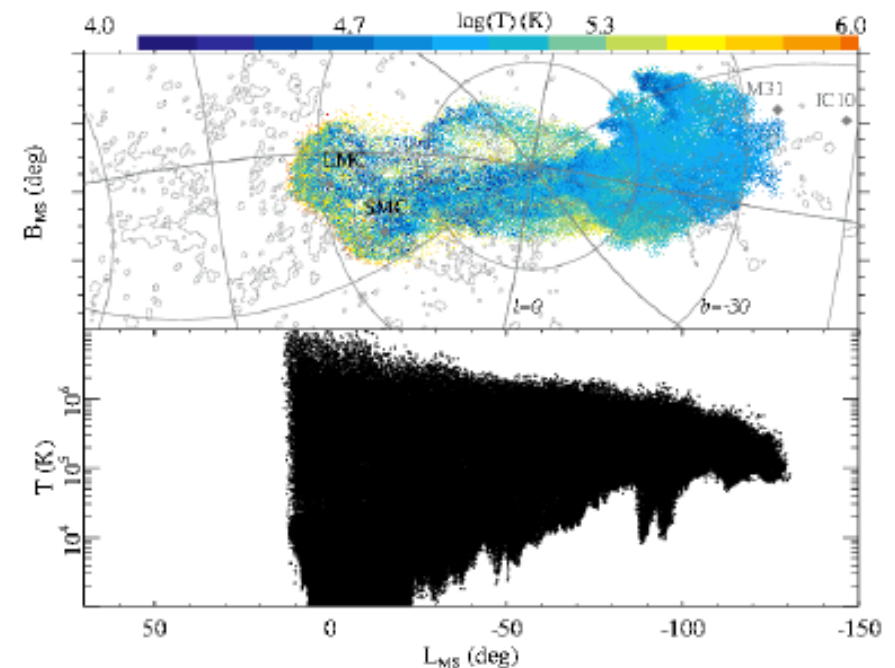 4.0 4.7 log(T) (K) 5.3 6.0
B_MS (deg)
M31
IC10
LMC
SMC
l=0
b=-30
T (K)
10^6
10^5
10^4
50 0 -50 -100 -150
L_MS (deg)